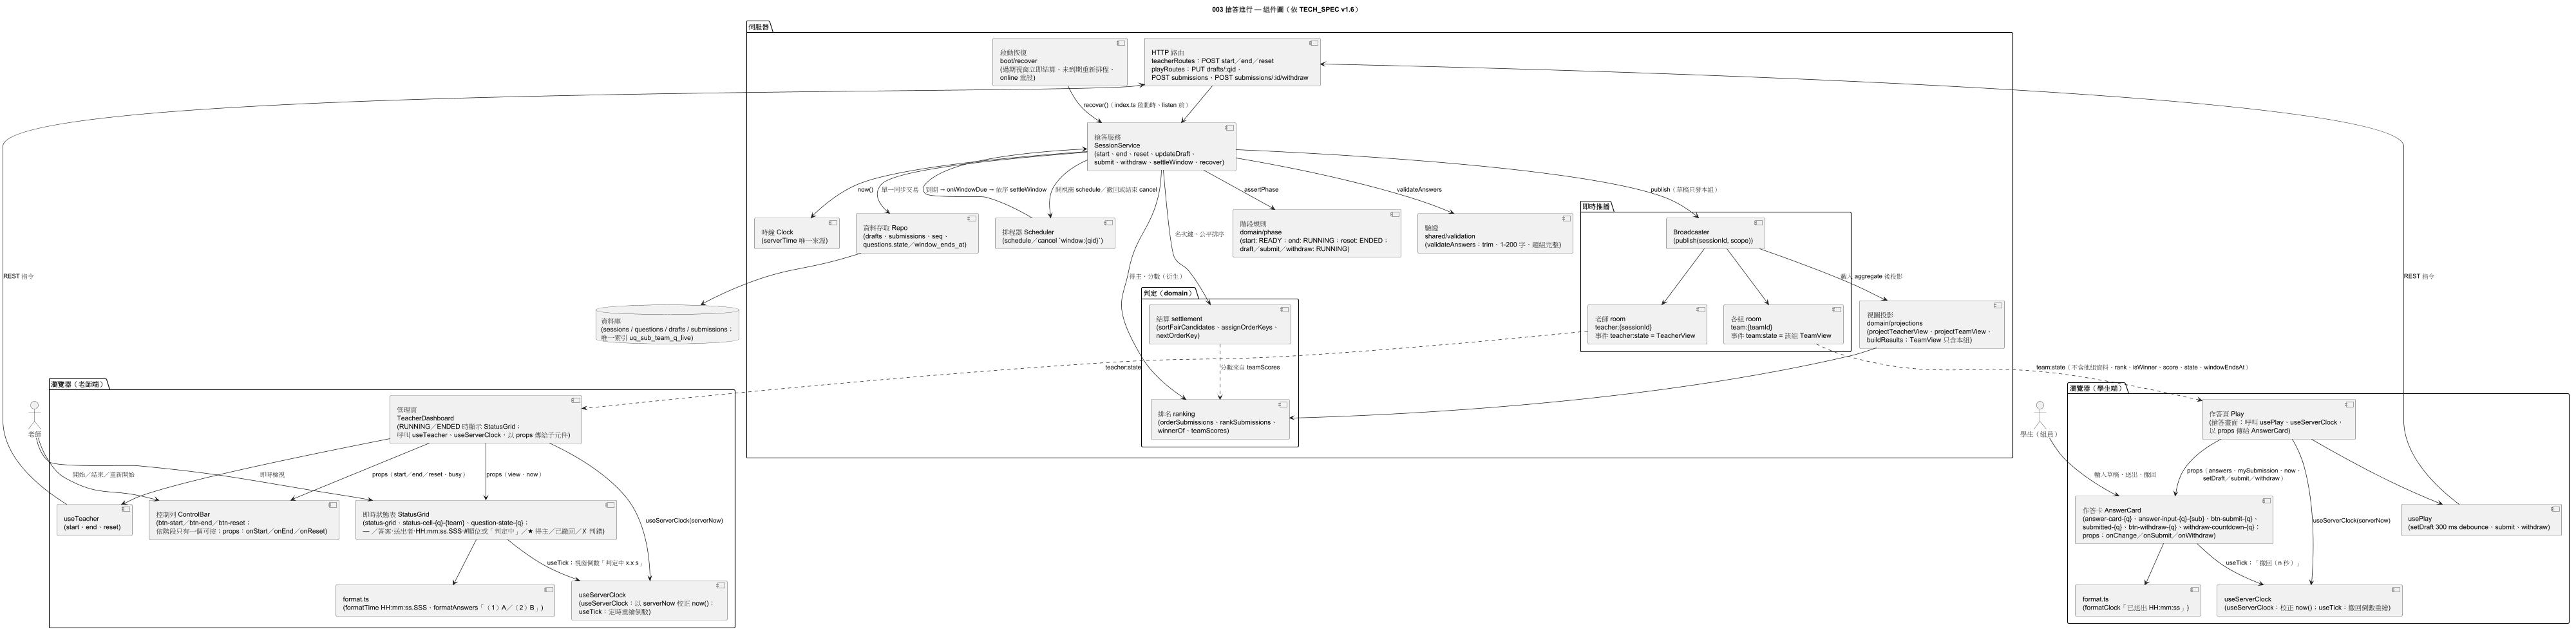 003 搶答進行 — 組件圖（依 TECH_SPEC v1.6）
伺服器
啟動恢復
boot/recover
(過期視窗立即結算、未到期重新排程、
online 重設)
HTTP 路由
teacherRoutes：POST start／end／reset
playRoutes：PUT drafts/:qid、
POST submissions、POST submissions/:id/withdraw
recover()（index.ts 啟動時、listen 前）
搶答服務
SessionService
(start、end、reset、updateDraft、
submit、withdraw、settleWindow、recover)
now()
單一同步交易
到期 → onWindowDue → 依序 settleWindow
開視窗 schedule／撤回或結束 cancel
名次鍵、公平排序
assertPhase
validateAnswers
publish（草稿只發本組）
時鐘 Clock
(serverTime 唯一來源)
資料存取 Repo
(drafts、submissions、seq、
questions.state／window_ends_at)
排程器 Scheduler
(schedule／cancel `window:{qid}`)
階段規則
domain/phase
(start: READY；end: RUNNING；reset: ENDED；
draft／submit／withdraw: RUNNING)
驗證
shared/validation
(validateAnswers：trim、1-200 字、題組完整)
即時推播
Broadcaster
(publish(sessionId, scope))
REST 指令
得主、分數（衍生）
載入 aggregate 後投影
REST 指令
資料庫
(sessions / questions / drafts / submissions；
唯一索引 uq_sub_team_q_live)
判定（domain）
結算 settlement
(sortFairCandidates、assignOrderKeys、
nextOrderKey)
老師 room
teacher:{sessionId}
事件 teacher:state = TeacherView
各組 room
team:{teamId}
事件 team:state = 該組 TeamView
視圖投影
domain/projections
(projectTeacherView、projectTeamView、
buildResults；TeamView 只含本組)
teacher:state
分數來自 teamScores
team:state（不含他組資料、rank、isWinner、score、state、windowEndsAt）
排名 ranking
(orderSubmissions、rankSubmissions、
winnerOf、teamScores)
瀏覽器（老師端）
老師
管理頁
TeacherDashboard
(RUNNING／ENDED 時顯示 StatusGrid；
呼叫 useTeacher、useServerClock，以 props 傳給子元件)
開始／結束／重新開始
即時檢視
props（start／end／reset、busy）
props（view、now）
useServerClock(serverNow)
useTeacher
(start、end、reset)
控制列 ControlBar
(btn-start／btn-end／btn-reset；
依階段只有一個可按；props：onStart／onEnd／onReset)
即時狀態表 StatusGrid
(status-grid、status-cell-{q}-{team}、question-state-{q}；
—／答案·送出者·HH:mm:ss.SSS·#順位或「判定中」／★ 得主／已撤回／✗ 列錯)
useTick：視窗倒數「判定中 x.x s」
format.ts
(formatTime HH:mm:ss.SSS、formatAnswers「（1）A／（2）B」)
useServerClock
(useServerClock：以 serverNow 校正 now()；
useTick：定時重繪倒數)
瀏覽器（學生端）
學生（組員）
作答頁 Play
(搶答畫面；呼叫 usePlay、useServerClock，
以 props 傳給 AnswerCard)
輸入草稿、送出、撤回
props（answers、mySubmission、now、
setDraft／submit／withdraw）
useServerClock(serverNow)
作答卡 AnswerCard
(answer-card-{q}、answer-input-{q}-{sub}、btn-submit-{q}、
submitted-{q}、btn-withdraw-{q}、withdraw-countdown-{q}；
props：onChange／onSubmit／onWithdraw)
usePlay
(setDraft 300 ms debounce、submit、withdraw)
useTick：「撤回（n 秒）」
format.ts
(formatClock「已送出 HH:mm:ss」)
useServerClock
(useServerClock：校正 now()；useTick：撤回倒數重繪)